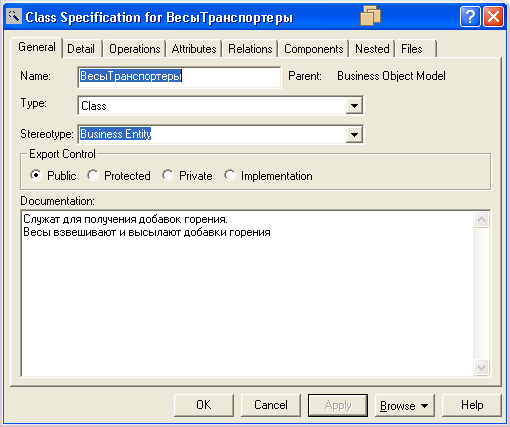 Class Specification for ВесыТранспортеры
General Detail Operations Attributes Relations Components Nested Files
Name: ВесыТранспортеры Parent: Business Object Model
Type: Class
Stereotype: Business Entity
Export Control
Public Protected Private Implementation
Documentation:
Служат для получения добавок горения.
Весы взвешивают и высылают добавки горения
OK Cancel Apply Browse Help